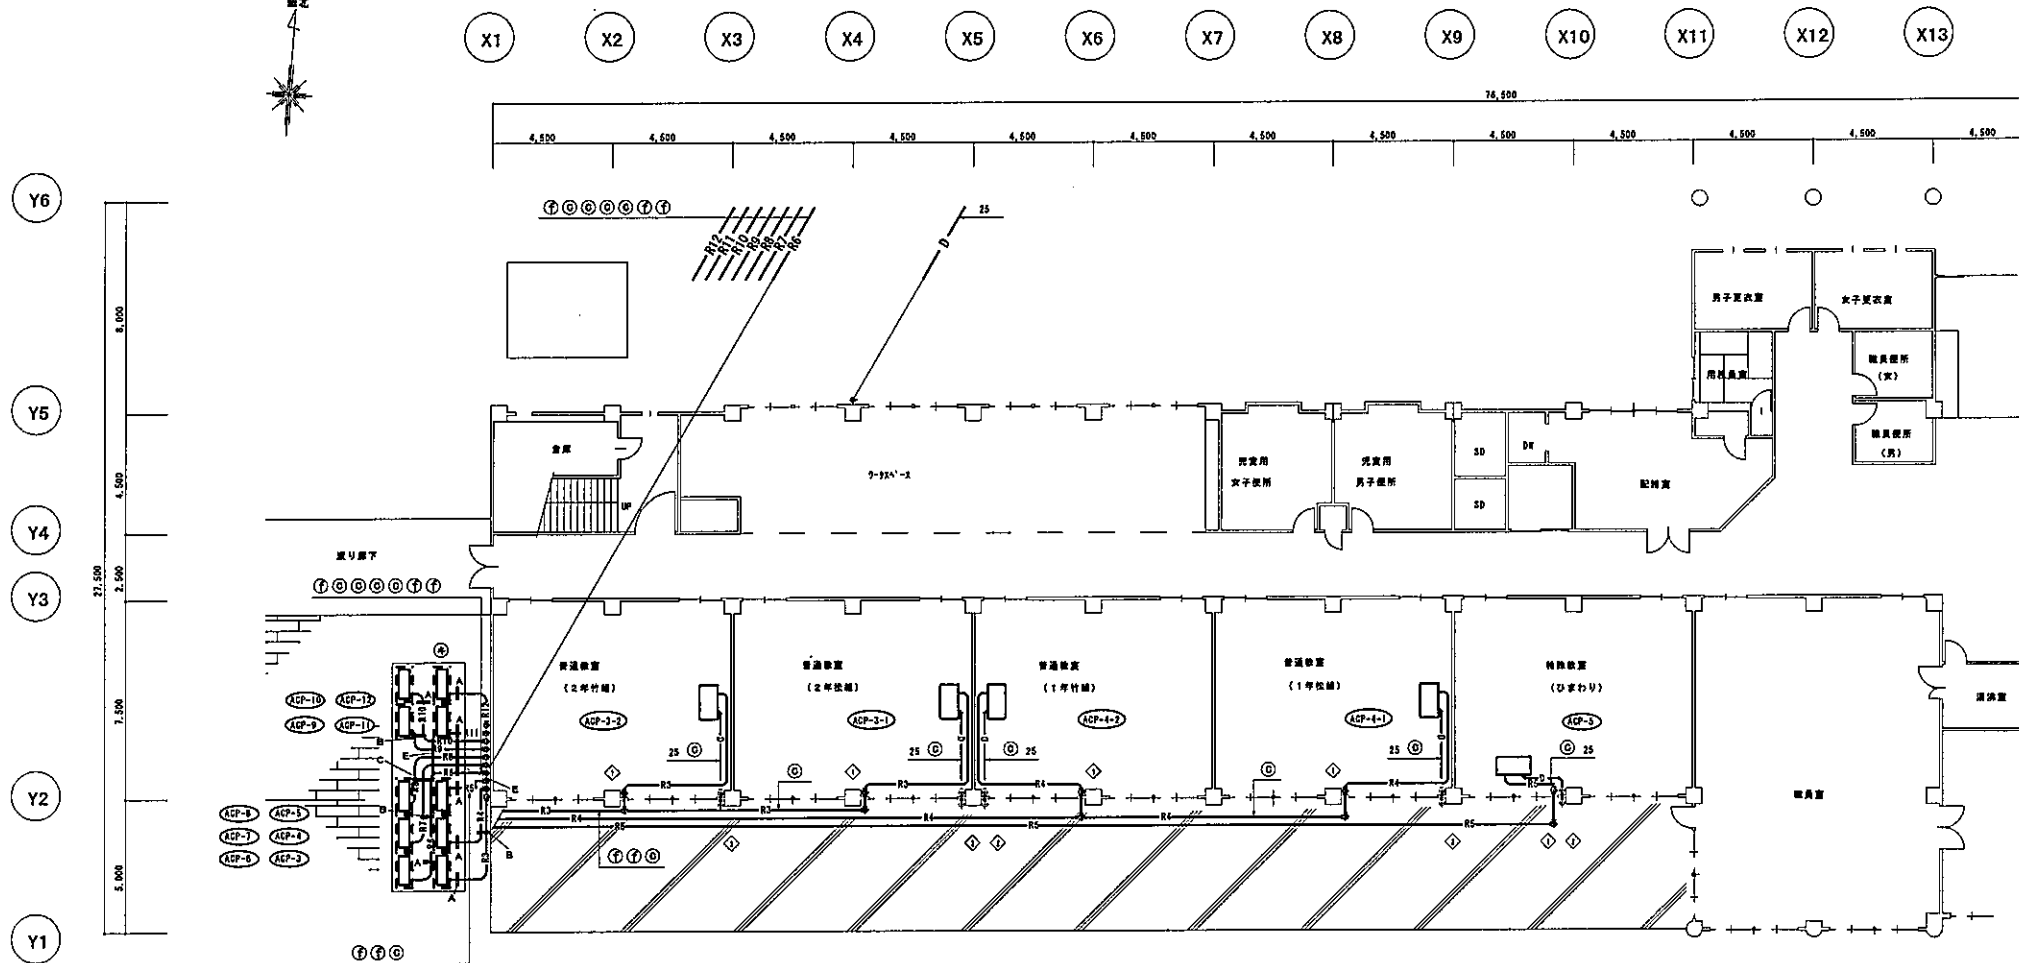 X1 X2 X3 X4 X5 X6 X7 X8 X9 X10 X11 X12 X13
76,500
4,500 4,500 4,500 4,500 4,500 4,500 4,500 4,500 4,500 4,500 4,500 4,500 4,500
Y6
ⓕ ⓒ ⓒ ⓒ ⓒ ⓕ ⓕ
25
R12
R11
R10
R9
R8
R7
R6
D
男子更衣室
女子更衣室
8,000
職員便所
(女)
Y5
職員便所
(男)
倉庫
UP
児童用
女子便所
児童用
男子便所
SD
SD
DW
配膳室
4,500
Y4
渡り廊下
ⓕ ⓒ ⓒ ⓒ ⓒ ⓕ ⓕ
27,500
2,500
Y3
普通教室
(2年竹組)
普通教室
(2年松組)
普通教室
(1年竹組)
普通教室
(1年松組)
特殊教室
(ひまわり)
湯沸室
ACP-10 ACP-12
ACP-9 ACP-11
ACP-3-2
ACP-3-1
ACP-4-2
ACP-4-1
ACP-5
7,500
R12
R11
R10
R9
25 ⓒ
25 ⓒ
ⓒ 25
25 ⓒ
ⓒ 25
ⓒ
ⓒ
R3
R3
R4
R4
R5
Y2
職員室
R3 R3
R4 R4 R4
R5 R5 R5
ACP-8 ACP-5
ACP-7 ACP-4
ACP-6 ACP-3
ⓕ ⓕ ⓒ
5,000
Y1
ⓕ ⓕ ⓒ